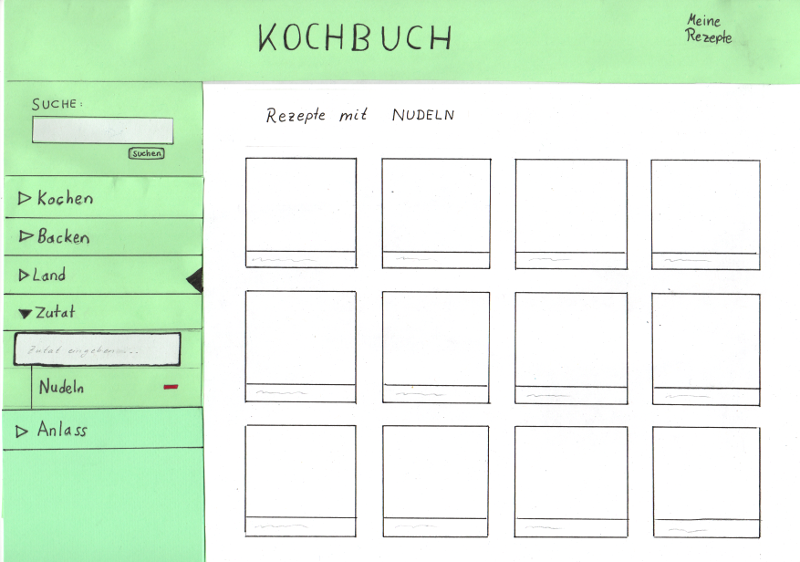 KOCHBUCH
Meine
Rezepte
SUCHE:
suchen
Kochen
Backen
Land
Zutat
Zutat eingeben...
Nudeln
Anlass
Rezepte mit NUDELN